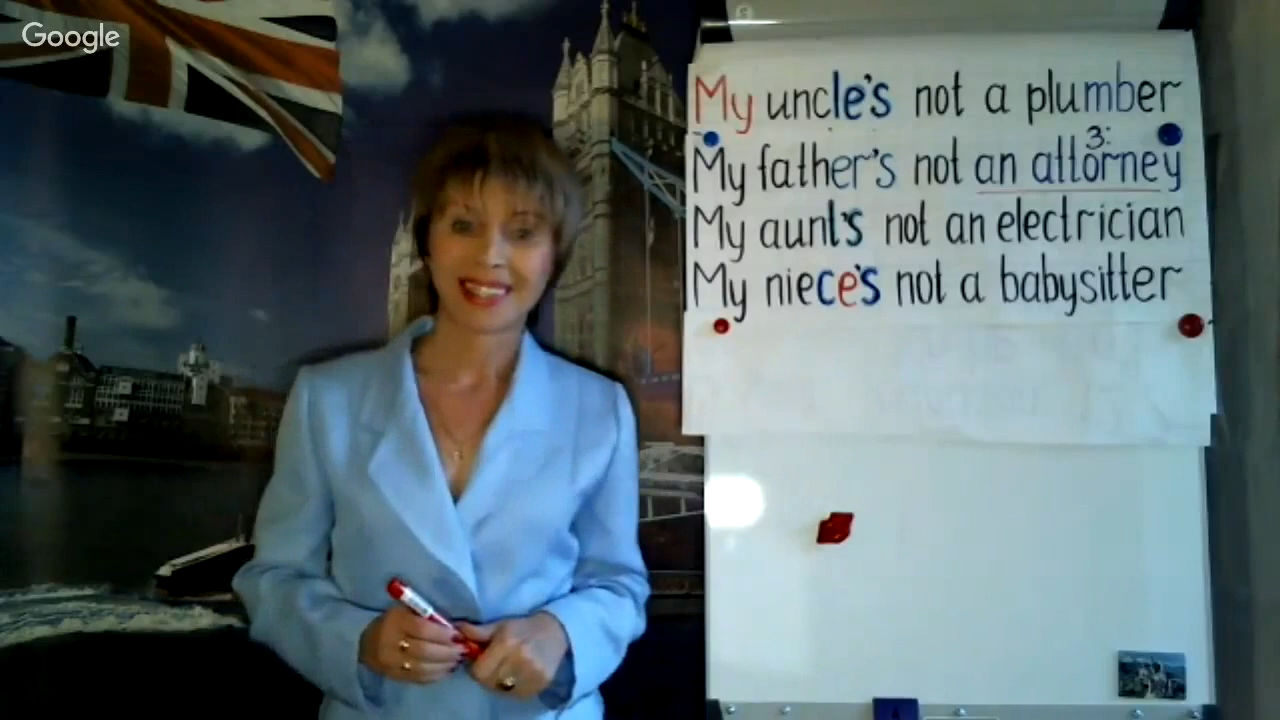 Google
My uncle's not a plumber
3:
My father's not an attorney
My aunt's not an electrician
My niece's not a babysitter